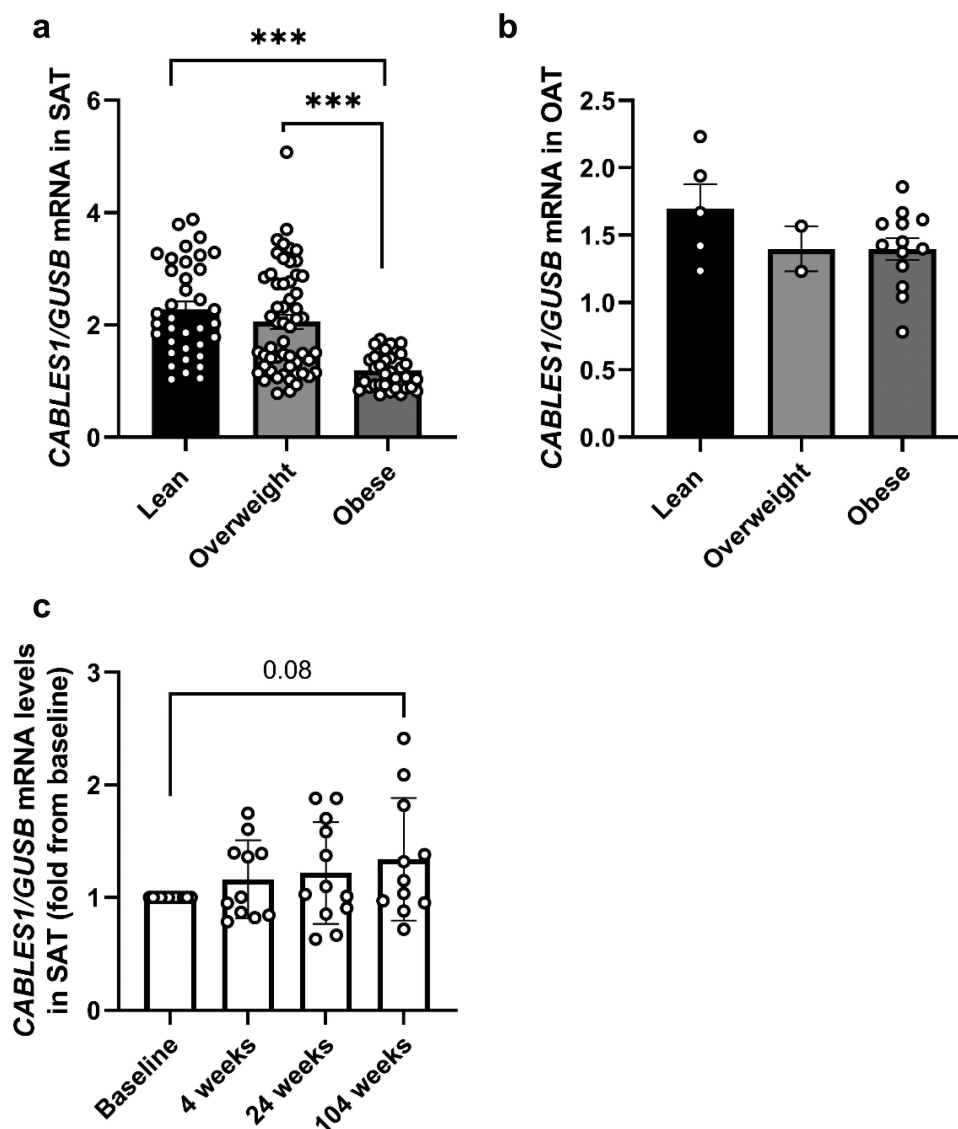 a
***
***
CABLES1/GUSB mRNA in SAT
6
4
2
0
Lean
Overweight
Obese
b
CABLES1/GUSB mRNA in OAT
2.5
2.0
1.5
1.0
0.5
0.0
Lean
Overweight
Obese
c
CABLES1/GUSB mRNA levels
in SAT (fold from baseline)
0.08
3
2
1
0
Baseline
4 weeks
24 weeks
104 weeks